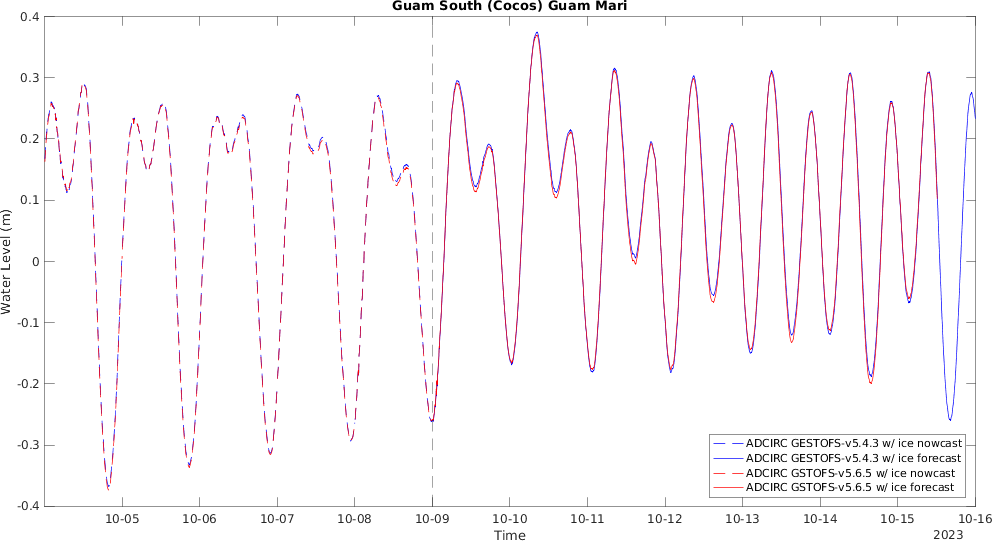 Guam South (Cocos) Guam Mari
0.4
0.3
0.2
0.1
0
-0.1
-0.2
-0.3
-0.4
Water Level (m)
ADCIRC GESTOFS-v5.4.3 w/ ice nowcast
ADCIRC GESTOFS-v5.4.3 w/ ice forecast
ADCIRC GSTOFS-v5.6.5 w/ ice nowcast
ADCIRC GSTOFS-v5.6.5 w/ ice forecast
10-05 10-06 10-07 10-08 10-09 10-10 10-11 10-12 10-13 10-14 10-15 10-16
Time
2023